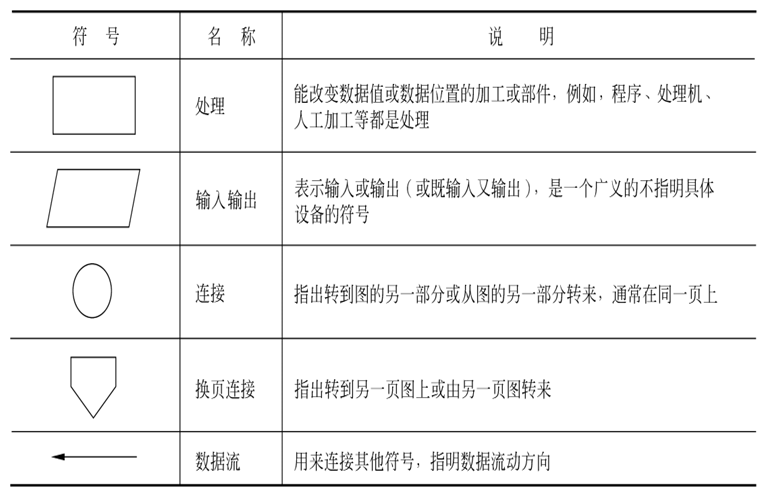 符 号 名 称 说 明
处理 能改变数据值或数据位置的加工或部件，例如，程序、处理机、
人工加工等都是处理
输入输出 表示输入或输出（或既输入又输出），是一个广义的不指明具体
设备的符号
连接 指出转到图的另一部分或从图的另一部分转来，通常在同一页上
换页连接 指出转到另一页图上或由另一页图转来
数据流 用来连接其他符号，指明数据流动方向